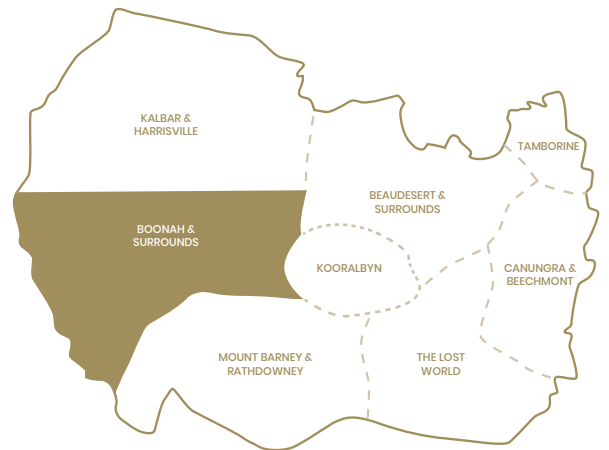 KALBAR &
HARRISVILLE
TAMBORINE
BEAUDESERT &
SURROUNDS
BOONAH &
SURROUNDS
KOORALBYN
CANUNGRA &
BEECHMONT
MOUNT BARNEY &
RATHDOWNEY
THE LOST
WORLD